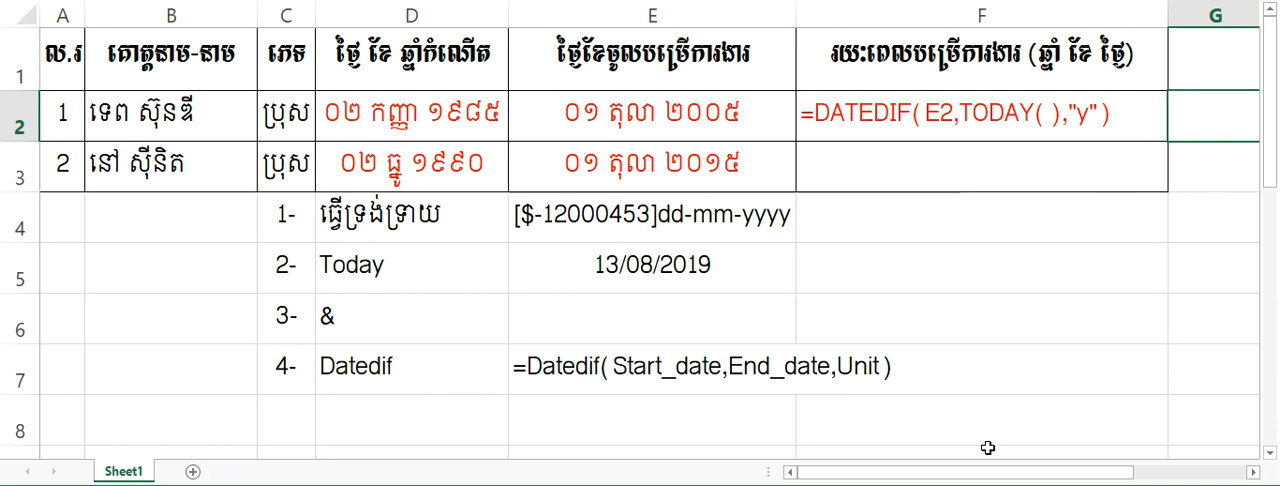 A B C D E F G
1 ល.រ គោត្តនាម-នាម ភេទ ថ្ងៃ ខែ ឆ្នាំកំណើត ថ្ងៃខែចូលបម្រើការងារ រយៈពេលបម្រើការងារ (ឆ្នាំ ខែ ថ្ងៃ)
2 1 ទេព ស៊ុនឌី ប្រុស ០២ កញ្ញា ១៩៨៥ ០១ តុលា ២០០៥ =DATEDIF( E2,TODAY( ),"y" )
3 2 នៅ ស៊ីនិត ប្រុស ០២ ធ្នូ ១៩៩០ ០១ តុលា ២០១៥
4 1- ធ្វើទ្រង់ទ្រាយ [$-12000453]dd-mm-yyyy
5 2- Today 13/08/2019
6 3- &
7 4- Datedif =Datedif( Start_date,End_date,Unit )
8
Sheet1